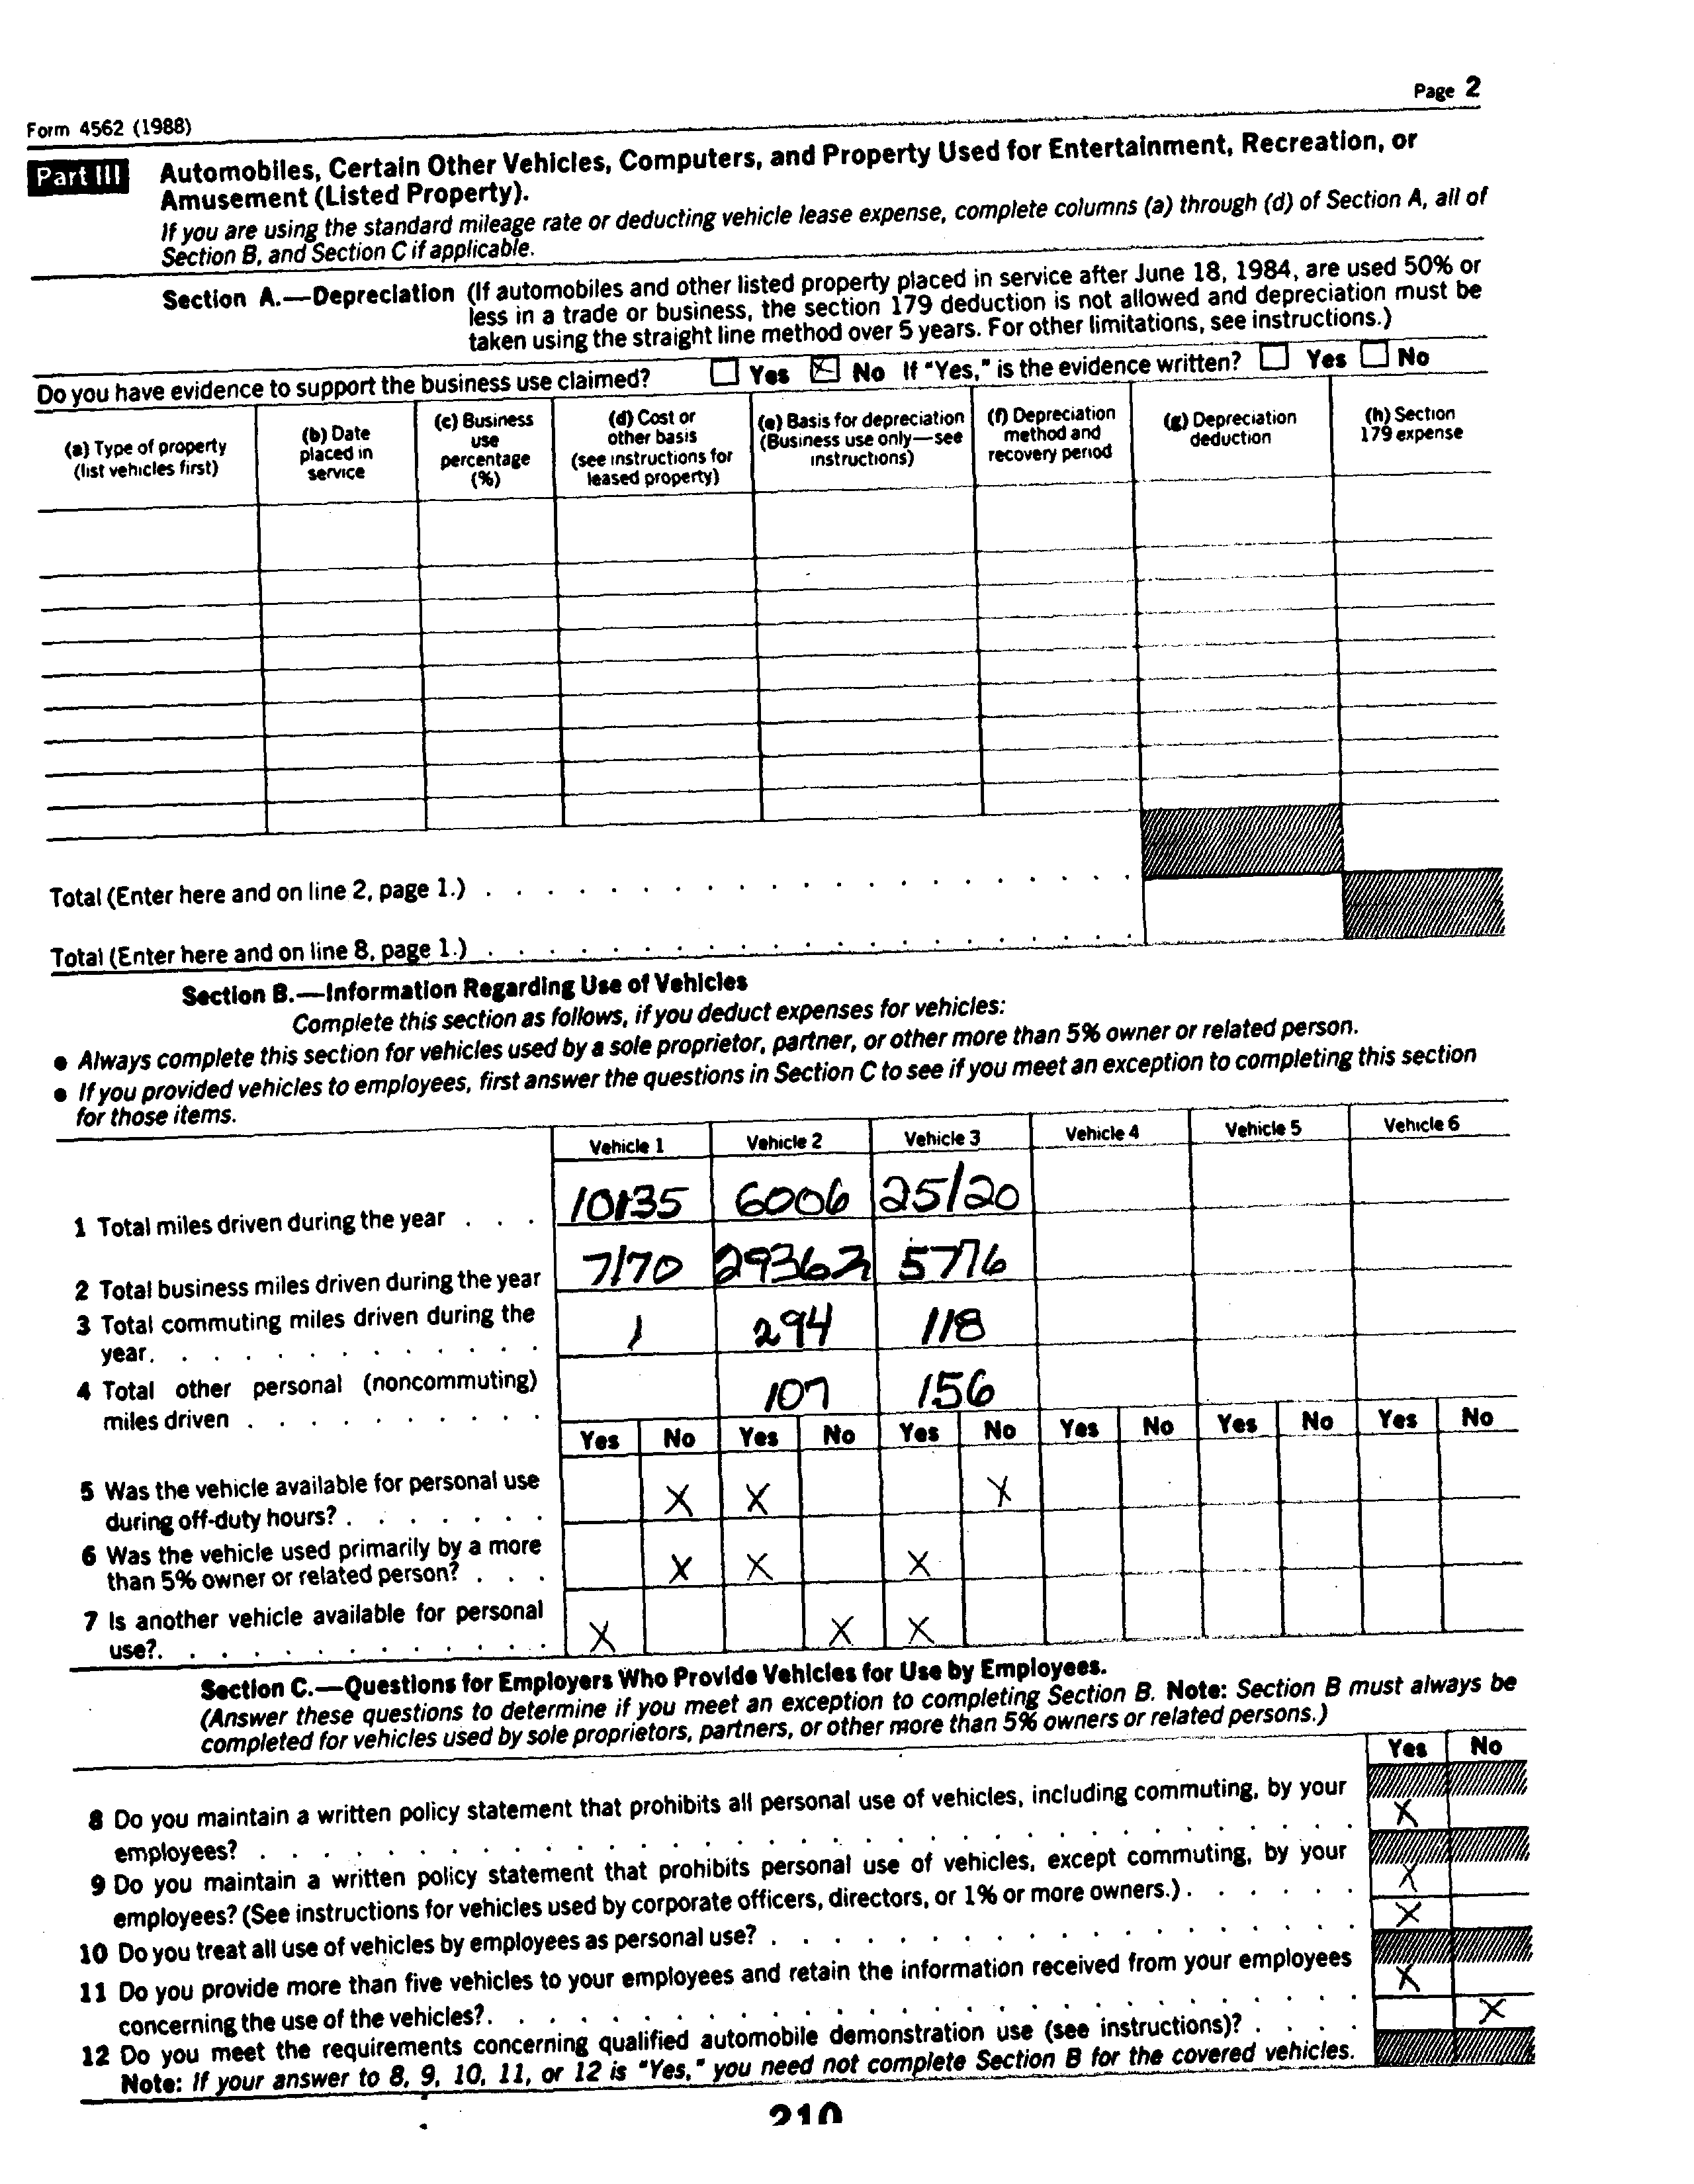 Page 2
Form 4562 (1988)
Part III Automobiles, Certain Other Vehicles, Computers, and Property Used for Entertainment, Recreation, or
Amusement (Listed Property).
If you are using the standard mileage rate or deducting vehicle lease expense, complete columns (a) through (d) of Section A, all of
Section B, and Section C if applicable.
Section A.—Depreciation (If automobiles and other listed property placed in service after June 18, 1984, are used 50% or
less in a trade or business, the section 179 deduction is not allowed and depreciation must be
taken using the straight line method over 5 years. For other limitations, see instructions.)
Do you have evidence to support the business use claimed? Yes No If "Yes," is the evidence written? Yes No
(a) Type of property
(list vehicles first)
(b) Date
placed in
service
(c) Business
use
percentage
(%)
(d) Cost or
other basis
(see instructions for
leased property)
(e) Basis for depreciation
(Business use only—see
instructions)
(f) Depreciation
method and
recovery period
(g) Depreciation
deduction
(h) Section
179 expense
Total (Enter here and on line 2, page 1.)
Total (Enter here and on line 8, page 1.)
Section B.—Information Regarding Use of Vehicles
Complete this section as follows, if you deduct expenses for vehicles:
● Always complete this section for vehicles used by a sole proprietor, partner, or other more than 5% owner or related person.
● If you provided vehicles to employees, first answer the questions in Section C to see if you meet an exception to completing this section
for those items.
Vehicle 1 Vehicle 2 Vehicle 3 Vehicle 4 Vehicle 5 Vehicle 6
1 Total miles driven during the year . . . 10135 6006 25120
2 Total business miles driven during the year 7170 29362 5776
3 Total commuting miles driven during the
year. 1 294 118
4 Total other personal (noncommuting)
miles driven 107 156
Yes No Yes No Yes No Yes No Yes No Yes No
5 Was the vehicle available for personal use
during off-duty hours? X X X
6 Was the vehicle used primarily by a more
than 5% owner or related person? X X X
7 Is another vehicle available for personal
use?. X X X
Section C.—Questions for Employers Who Provide Vehicles for Use by Employees.
(Answer these questions to determine if you meet an exception to completing Section B. Note: Section B must always be
completed for vehicles used by sole proprietors, partners, or other more than 5% owners or related persons.)
Yes No
8 Do you maintain a written policy statement that prohibits all personal use of vehicles, including commuting, by your
employees? X
9 Do you maintain a written policy statement that prohibits personal use of vehicles, except commuting, by your
employees? (See instructions for vehicles used by corporate officers, directors, or 1% or more owners.) X
10 Do you treat all use of vehicles by employees as personal use? X
11 Do you provide more than five vehicles to your employees and retain the information received from your employees
concerning the use of the vehicles?. X
12 Do you meet the requirements concerning qualified automobile demonstration use (see instructions)? X
Note: If your answer to 8, 9, 10, 11, or 12 is "Yes," you need not complete Section B for the covered vehicles.
210